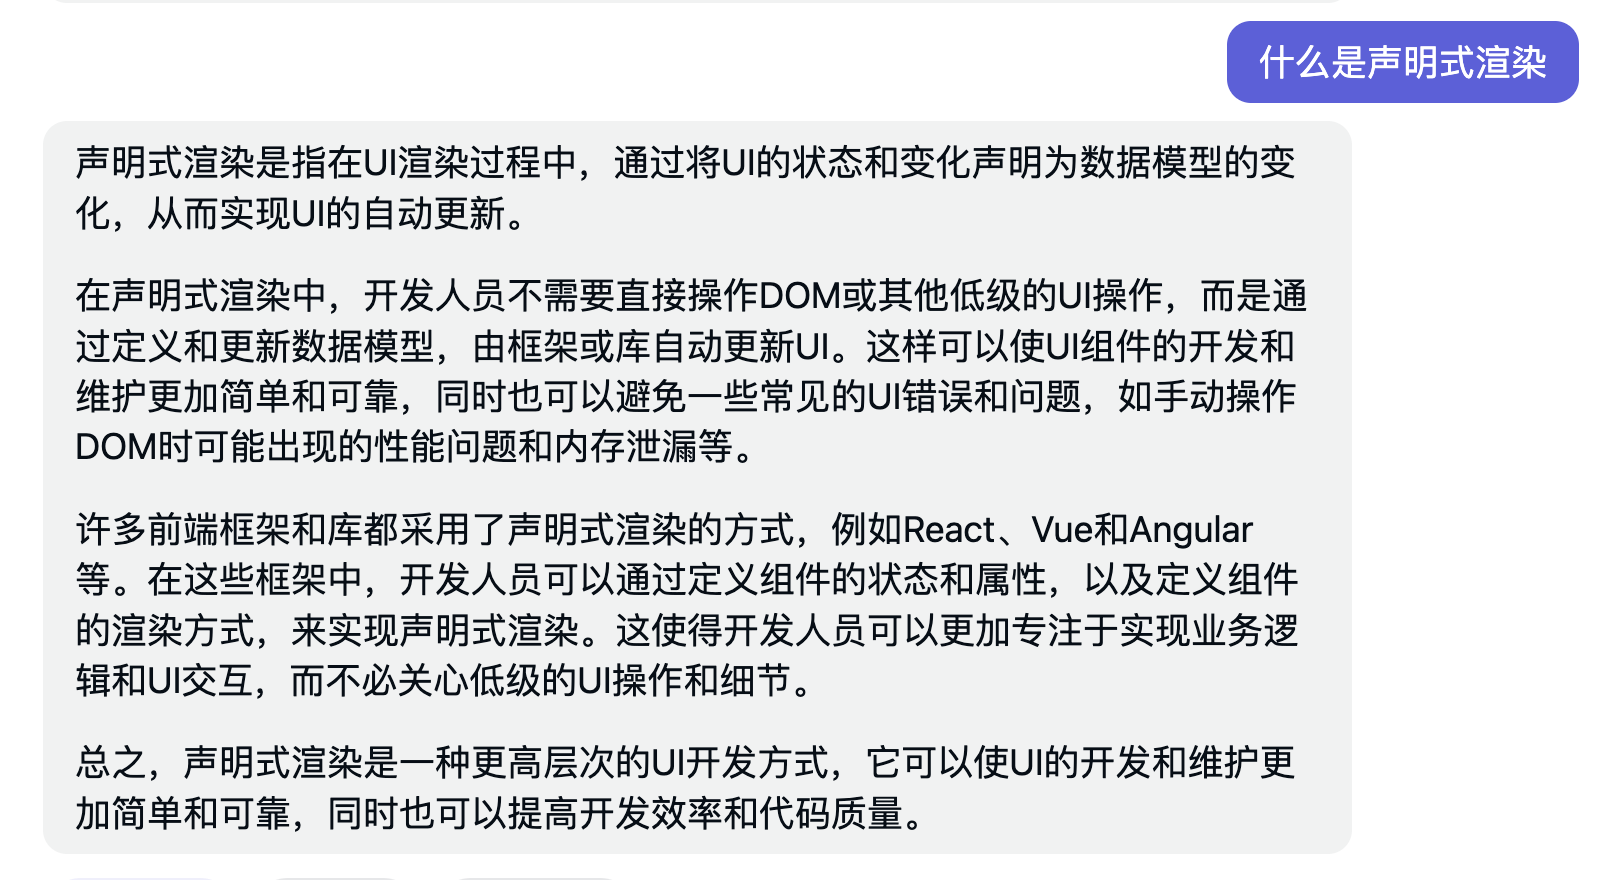 什么是声明式渲染
声明式渲染是指在UI渲染过程中，通过将UI的状态和变化声明为数据模型的变
化，从而实现UI的自动更新。
在声明式渲染中，开发人员不需要直接操作DOM或其他低级的UI操作，而是通
过定义和更新数据模型，由框架或库自动更新UI。这样可以使UI组件的开发和
维护更加简单和可靠，同时也可以避免一些常见的UI错误和问题，如手动操作
DOM时可能出现的性能问题和内存泄漏等。
许多前端框架和库都采用了声明式渲染的方式，例如React、Vue和Angular
等。在这些框架中，开发人员可以通过定义组件的状态和属性，以及定义组件
的渲染方式，来实现声明式渲染。这使得开发人员可以更加专注于实现业务逻
辑和UI交互，而不必关心低级的UI操作和细节。
总之，声明式渲染是一种更高层次的UI开发方式，它可以使UI的开发和维护更
加简单和可靠，同时也可以提高开发效率和代码质量。